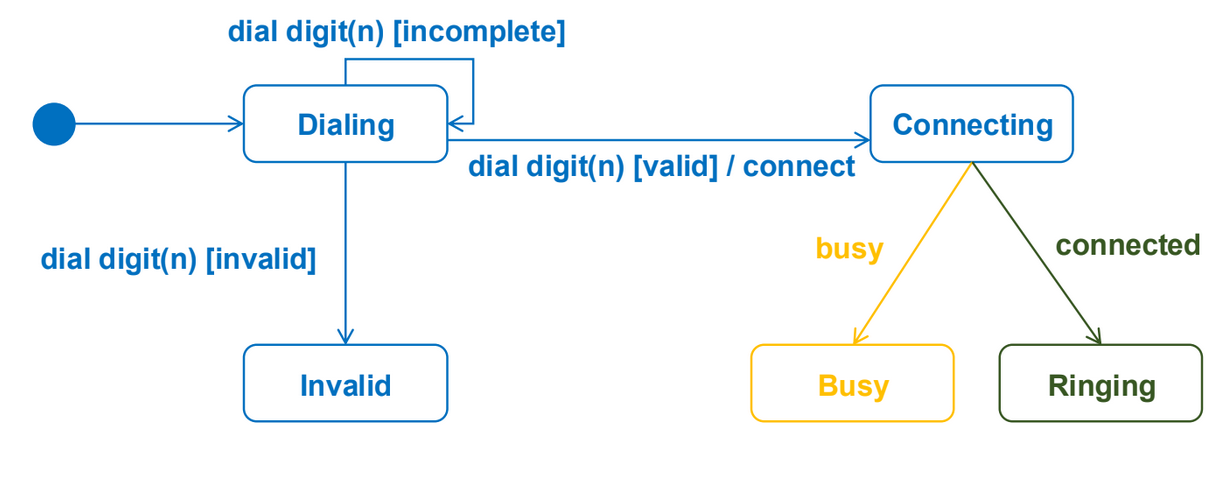 dial digit(n) [incomplete]
Dialing
Connecting
dial digit(n) [valid] / connect
dial digit(n) [invalid]
busy
connected
Invalid
Busy
Ringing